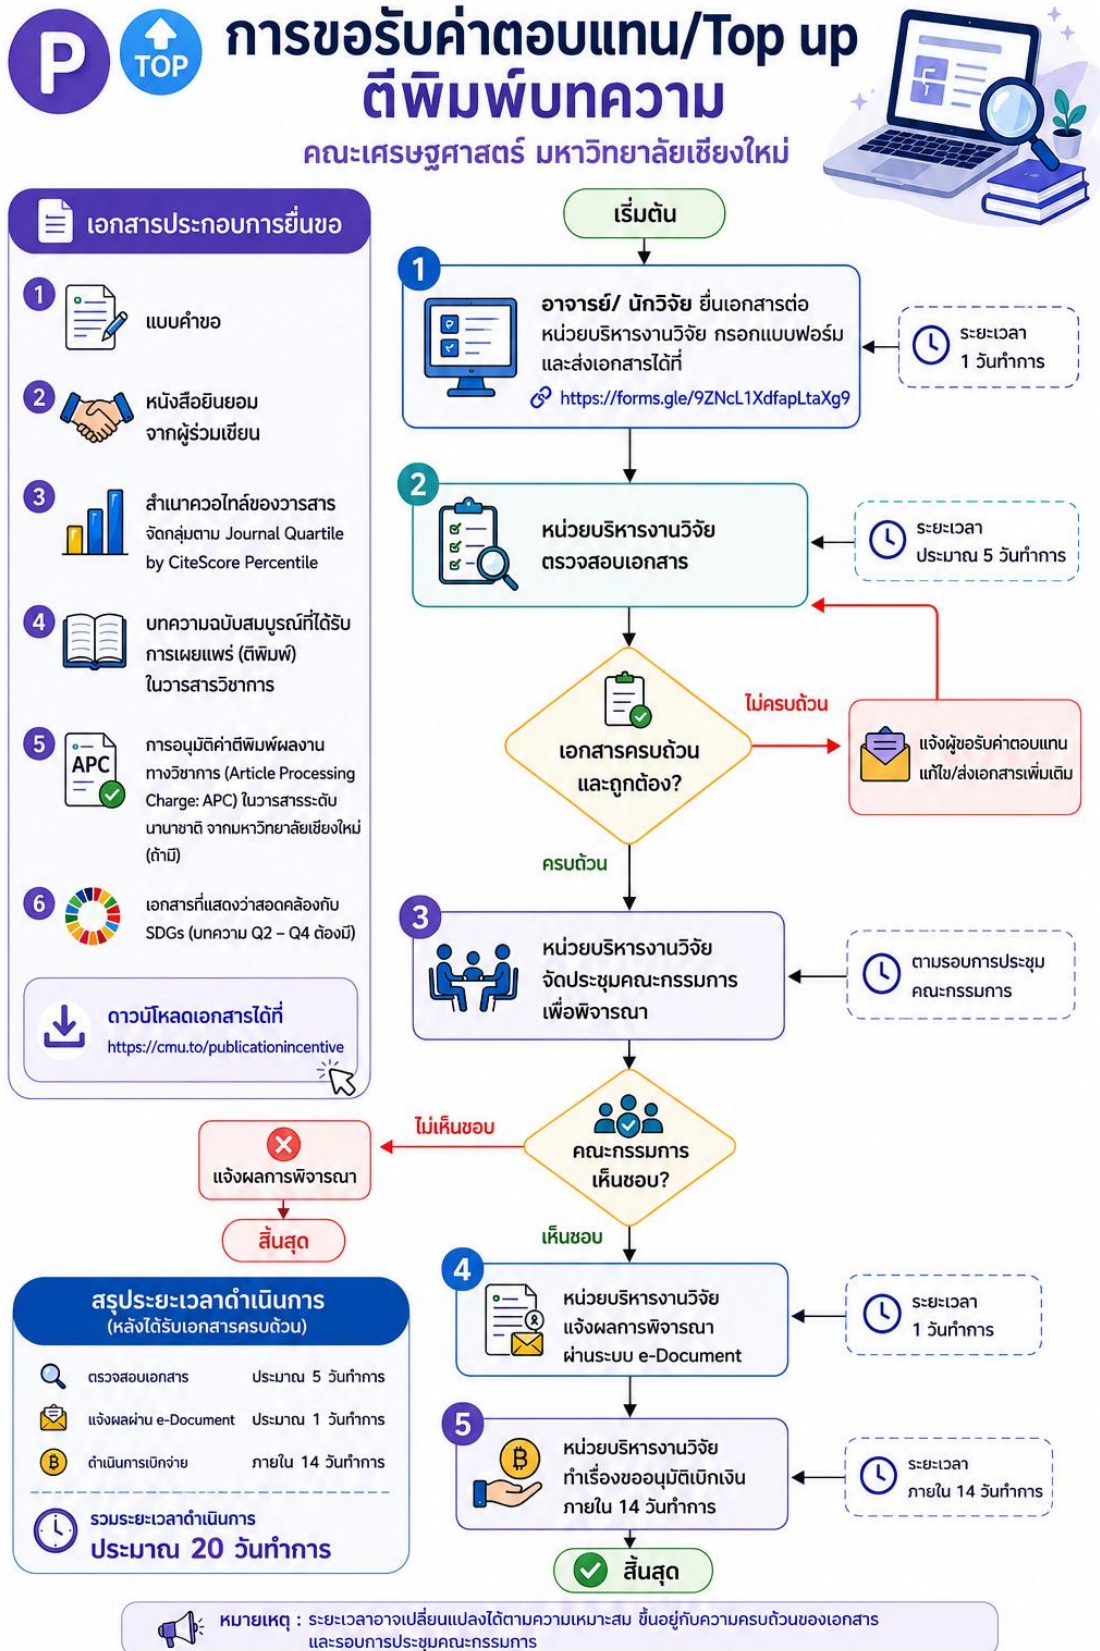 P
TOP
การขอรับค่าตอบแทน/Top up
ตีพิมพ์บทความ
คณะเศรษฐศาสตร์ มหาวิทยาลัยเชียงใหม่
เอกสารประกอบการยื่นขอ
1
แบบคำขอ
2
หนังสือยินยอม
จากผู้ร่วมเขียน
3
สำเนาควอไทล์ของวารสาร
จัดกลุ่มตาม Journal Quartile
by CiteScore Percentile
4
บทความฉบับสมบูรณ์ที่ได้รับ
การเผยแพร่ (ตีพิมพ์)
ในวารสารวิชาการ
5
APC
การอนุมัติค่าตีพิมพ์ผลงาน
ทางวิชาการ (Article Processing
Charge: APC) ในวารสารระดับ
นานาชาติ จากมหาวิทยาลัยเชียงใหม่
(ถ้ามี)
6
เอกสารที่แสดงว่าสอดคล้องกับ
SDGs (บทความ Q2 – Q4 ต้องมี)
ดาวน์โหลดเอกสารได้ที่
https://cmu.to/publicationincentive
เริ่มต้น
1
อาจารย์/ นักวิจัย ยื่นเอกสารต่อ
หน่วยบริหารงานวิจัย กรอกแบบฟอร์ม
และส่งเอกสารได้ที่
https://forms.gle/9ZNcL1XdfapLtaXg9
ระยะเวลา
1 วันทำการ
2
หน่วยบริหารงานวิจัย
ตรวจสอบเอกสาร
ระยะเวลา
ประมาณ 5 วันทำการ
เอกสารครบถ้วน
และถูกต้อง?
ไม่ครบถ้วน
แจ้งผู้ขอรับค่าตอบแทน
แก้ไข/ส่งเอกสารเพิ่มเติม
ครบถ้วน
3
หน่วยบริหารงานวิจัย
จัดประชุมคณะกรรมการ
เพื่อพิจารณา
ตามรอบการประชุม
คณะกรรมการ
คณะกรรมการ
เห็นชอบ?
ไม่เห็นชอบ
แจ้งผลการพิจารณา
สิ้นสุด
เห็นชอบ
4
หน่วยบริหารงานวิจัย
แจ้งผลการพิจารณา
ผ่านระบบ e-Document
ระยะเวลา
1 วันทำการ
5
B
หน่วยบริหารงานวิจัย
ทำเรื่องขออนุมัติเบิกเงิน
ภายใน 14 วันทำการ
ระยะเวลา
ภายใน 14 วันทำการ
สิ้นสุด
สรุประยะเวลาดำเนินการ
(หลังได้รับเอกสารครบถ้วน)
ตรวจสอบเอกสาร ประมาณ 5 วันทำการ
แจ้งผลผ่าน e-Document ประมาณ 1 วันทำการ
B ดำเนินการเบิกจ่าย ภายใน 14 วันทำการ
รวมระยะเวลาดำเนินการ
ประมาณ 20 วันทำการ
หมายเหตุ : ระยะเวลาอาจเปลี่ยนแปลงได้ตามความเหมาะสม ขึ้นอยู่กับความครบถ้วนของเอกสาร
และรอบการประชุมคณะกรรมการ